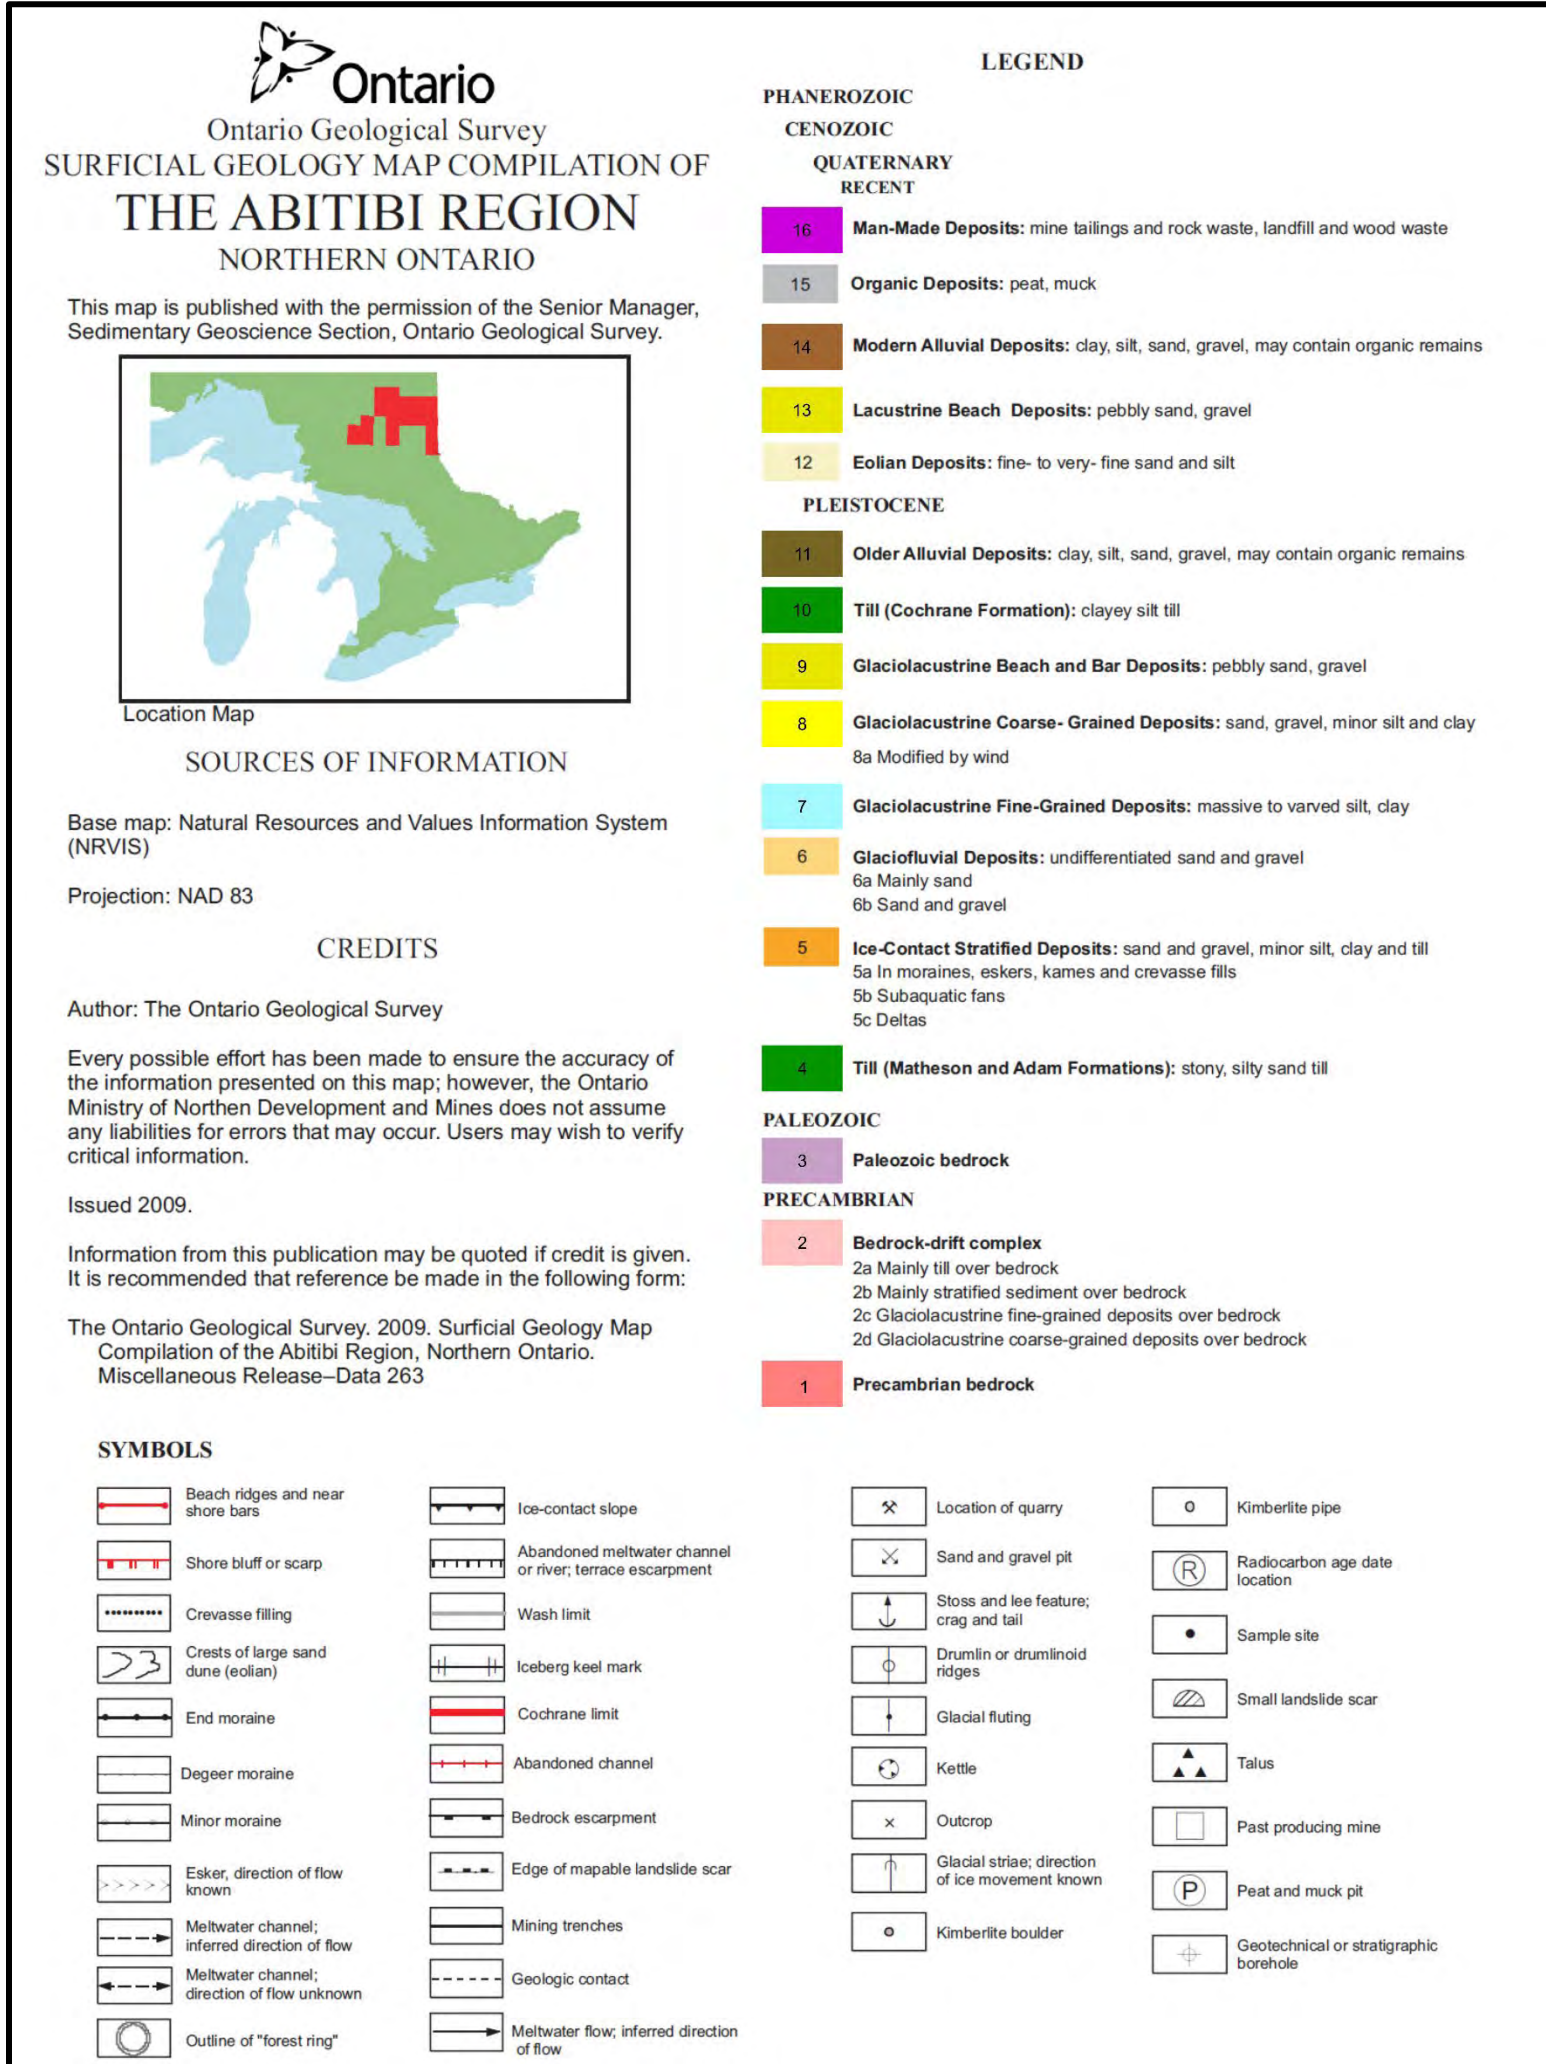 Ontario
Ontario Geological Survey
SURFICIAL GEOLOGY MAP COMPILATION OF
THE ABITIBI REGION
NORTHERN ONTARIO
This map is published with the permission of the Senior Manager,
Sedimentary Geoscience Section, Ontario Geological Survey.
Location Map
SOURCES OF INFORMATION
Base map: Natural Resources and Values Information System
(NRVIS)
Projection: NAD 83
CREDITS
Author: The Ontario Geological Survey
Every possible effort has been made to ensure the accuracy of
the information presented on this map; however, the Ontario
Ministry of Northen Development and Mines does not assume
any liabilities for errors that may occur. Users may wish to verify
critical information.
Issued 2009.
Information from this publication may be quoted if credit is given.
It is recommended that reference be made in the following form:
The Ontario Geological Survey. 2009. Surficial Geology Map
Compilation of the Abitibi Region, Northern Ontario.
Miscellaneous Release–Data 263
LEGEND
PHANEROZOIC
CENOZOIC
QUATERNARY
RECENT
16 Man-Made Deposits: mine tailings and rock waste, landfill and wood waste
15 Organic Deposits: peat, muck
14 Modern Alluvial Deposits: clay, silt, sand, gravel, may contain organic remains
13 Lacustrine Beach Deposits: pebbly sand, gravel
12 Eolian Deposits: fine- to very- fine sand and silt
PLEISTOCENE
11 Older Alluvial Deposits: clay, silt, sand, gravel, may contain organic remains
10 Till (Cochrane Formation): clayey silt till
9 Glaciolacustrine Beach and Bar Deposits: pebbly sand, gravel
8 Glaciolacustrine Coarse- Grained Deposits: sand, gravel, minor silt and clay
8a Modified by wind
7 Glaciolacustrine Fine-Grained Deposits: massive to varved silt, clay
6 Glaciofluvial Deposits: undifferentiated sand and gravel
6a Mainly sand
6b Sand and gravel
5 Ice-Contact Stratified Deposits: sand and gravel, minor silt, clay and till
5a In moraines, eskers, kames and crevasse fills
5b Subaquatic fans
5c Deltas
4 Till (Matheson and Adam Formations): stony, silty sand till
PALEOZOIC
3 Paleozoic bedrock
PRECAMBRIAN
2 Bedrock-drift complex
2a Mainly till over bedrock
2b Mainly stratified sediment over bedrock
2c Glaciolacustrine fine-grained deposits over bedrock
2d Glaciolacustrine coarse-grained deposits over bedrock
1 Precambrian bedrock
SYMBOLS
Beach ridges and near
shore bars
Shore bluff or scarp
Crevasse filling
Crests of large sand
dune (eolian)
End moraine
Degeer moraine
Minor moraine
Esker, direction of flow
known
Meltwater channel;
inferred direction of flow
Meltwater channel;
direction of flow unknown
Outline of "forest ring"
Ice-contact slope
Abandoned meltwater channel
or river; terrace escarpment
Wash limit
Iceberg keel mark
Cochrane limit
Abandoned channel
Bedrock escarpment
Edge of mapable landslide scar
Mining trenches
Geologic contact
Meltwater flow; inferred direction
of flow
Location of quarry
Sand and gravel pit
Stoss and lee feature;
crag and tail
Drumlin or drumlinoid
ridges
Glacial fluting
Kettle
Outcrop
Glacial striae; direction
of ice movement known
Kimberlite boulder
Kimberlite pipe
R Radiocarbon age date
location
Sample site
Small landslide scar
Talus
Past producing mine
P Peat and muck pit
Geotechnical or stratigraphic
borehole